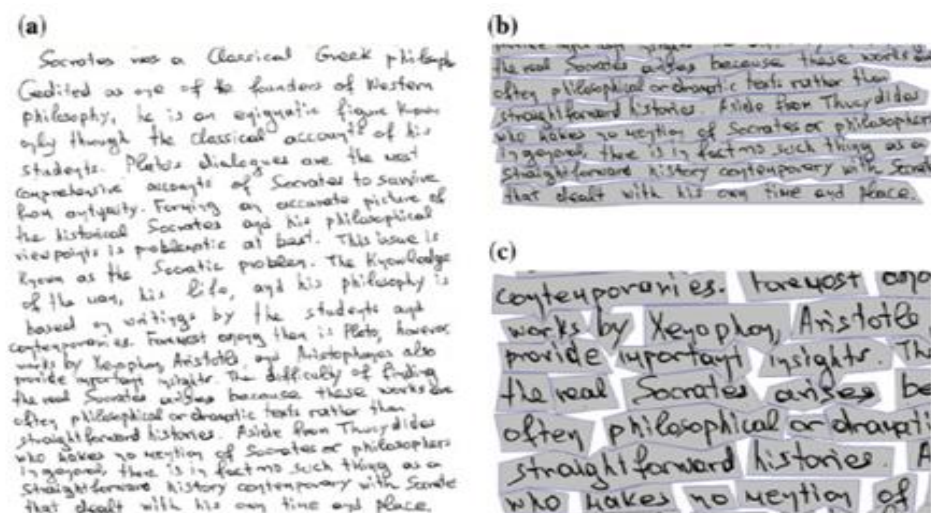 (a)
Socrates was a Classical Greek philosoph
Credited as one of the founders of Western
philosophy, he is an enigmatic figure known
only through the Classical accounts of his
students. Plato's dialogues are the most
comprehensive accounts of Socrates to survive
from antiquity. Forming an accurate picture of
the historical Socrates and his philosophical
viewpoints is problematic at best. This issue is
known as the Socratic problem. The Knowledge
of the man, his life, and his philosophy is
based on writings by the students and
contemporaries. Foremost among them is Plato, however
works by Xenophon, Aristotle, and Aristophanes also
provide important insights. The difficulty of finding
the real Socrates arises because these works are
often philosophical or dramatic texts rather than
straightforward histories. Aside from Thucydides
who makes no mention of Socrates or philosophers
in general, there is in fact no such thing as a
straightforward history contemporary with Socrate
that dealt with his own time and place.
(b)
the real Socrates arises because these works are
often philosophical or dramatic texts rather than
straightforward histories. Aside from Thucydides
who makes no mention of Socrates or philosophers
in general, there is in fact no such thing as a
straightforward history contemporary with Socrate
that dealt with his own time and place.
(c)
contemporaries. Foremost amo
works by Xenophon, Aristotle,
provide important insights. The
the real Socrates arises be
often philosophical or dramati
straightforward histories. A
who makes no mention of